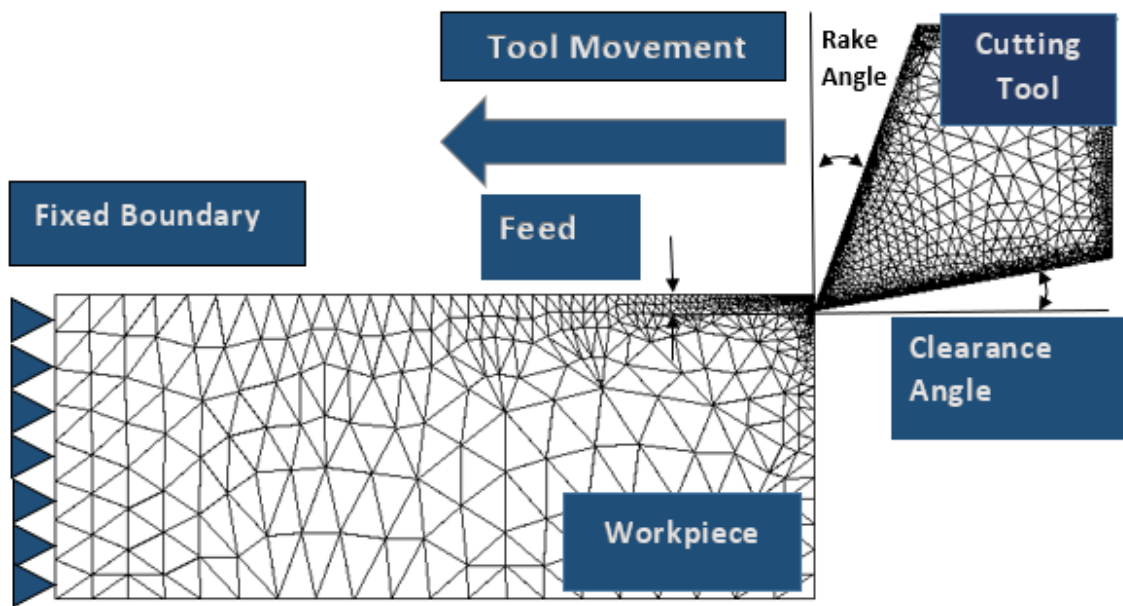 Tool Movement
Rake
Angle
Cutting
Tool
Fixed Boundary
Feed
Clearance
Angle
Workpiece